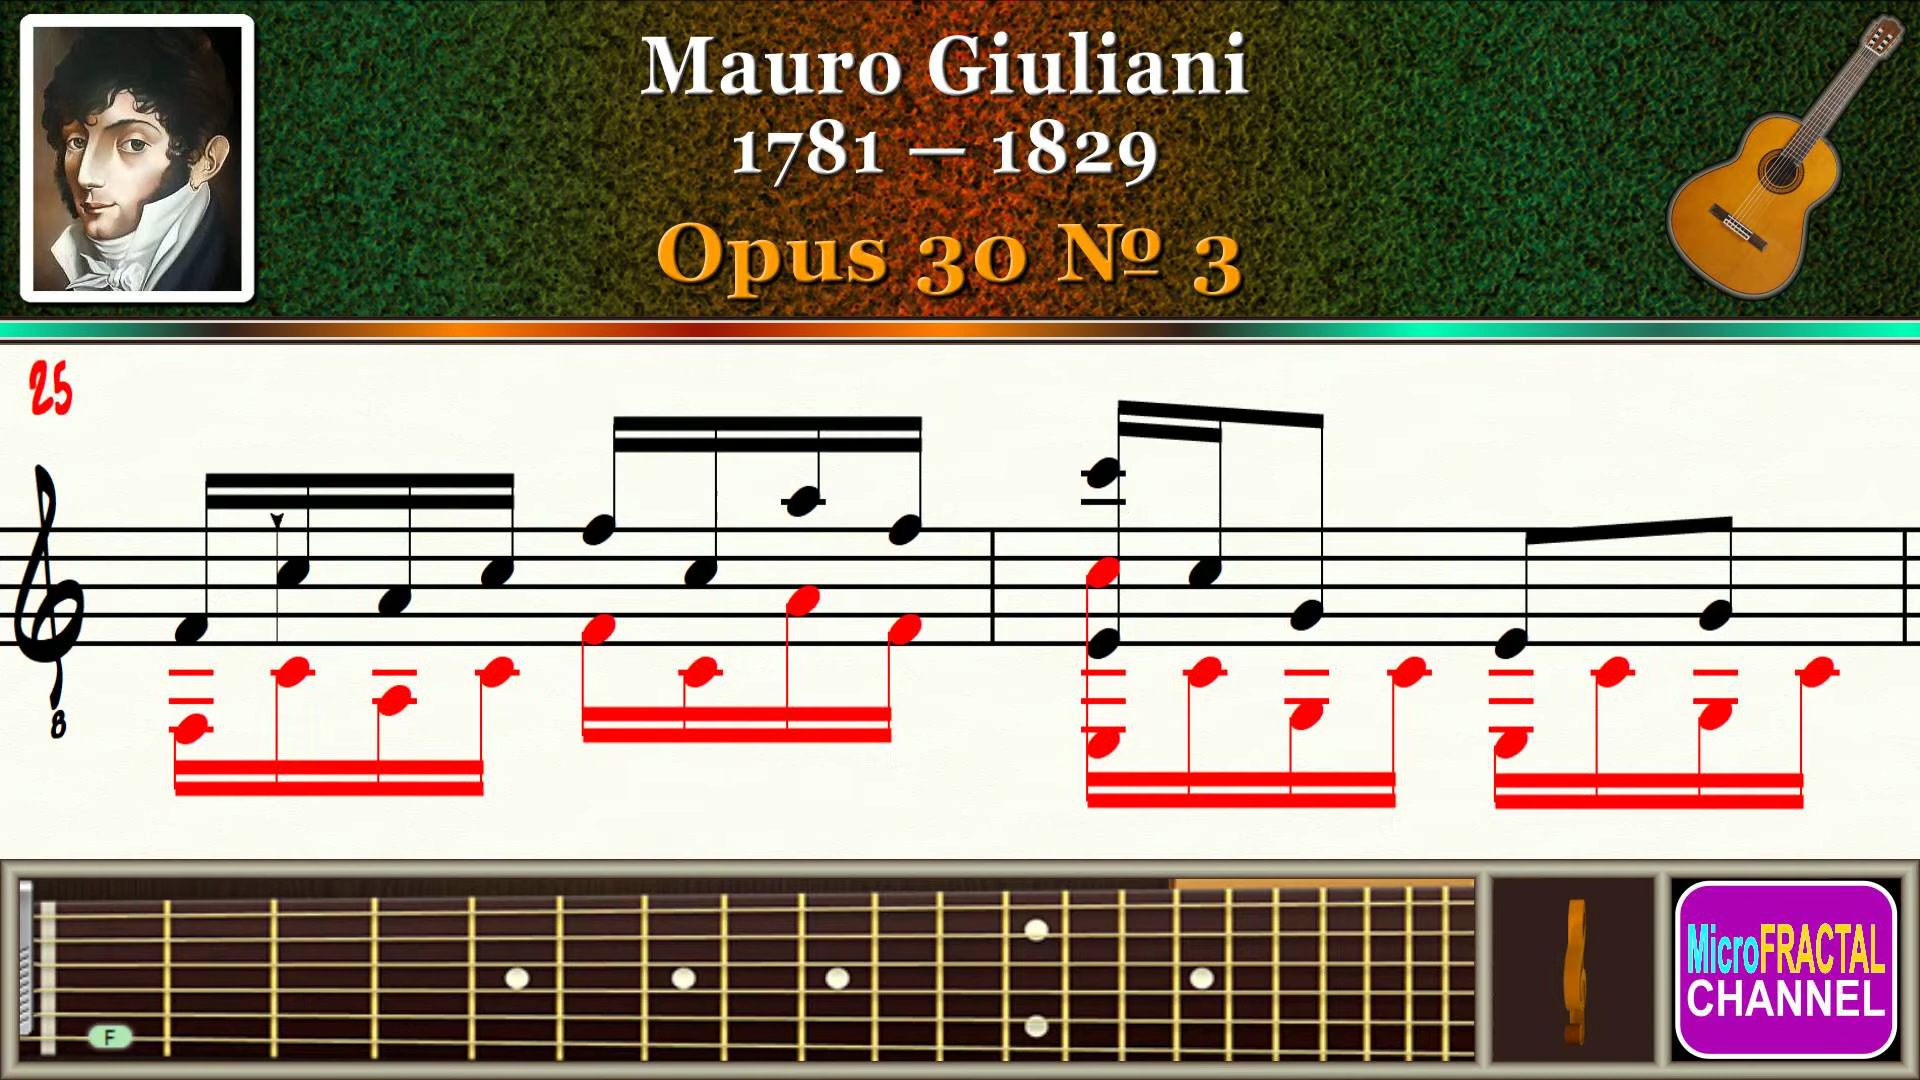 Mauro Giuliani
1781 — 1829
Opus 30 № 3
25
8
F
MicroFRACTAL
CHANNEL